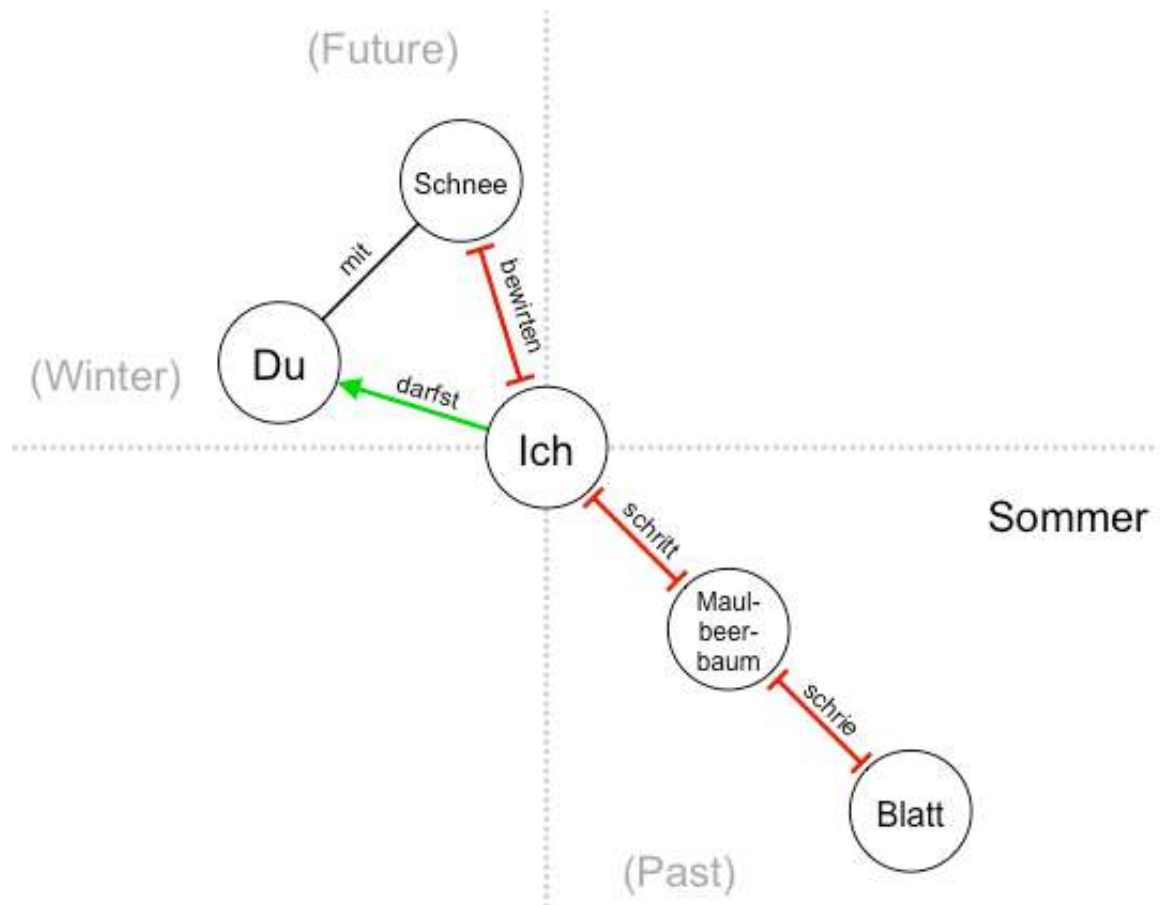 (Future)
Schnee
mit
bewirten
(Winter)
Du
darfst
Ich
Sommer
schritt
Maul-
beer-
baum
schrie
Blatt
(Past)